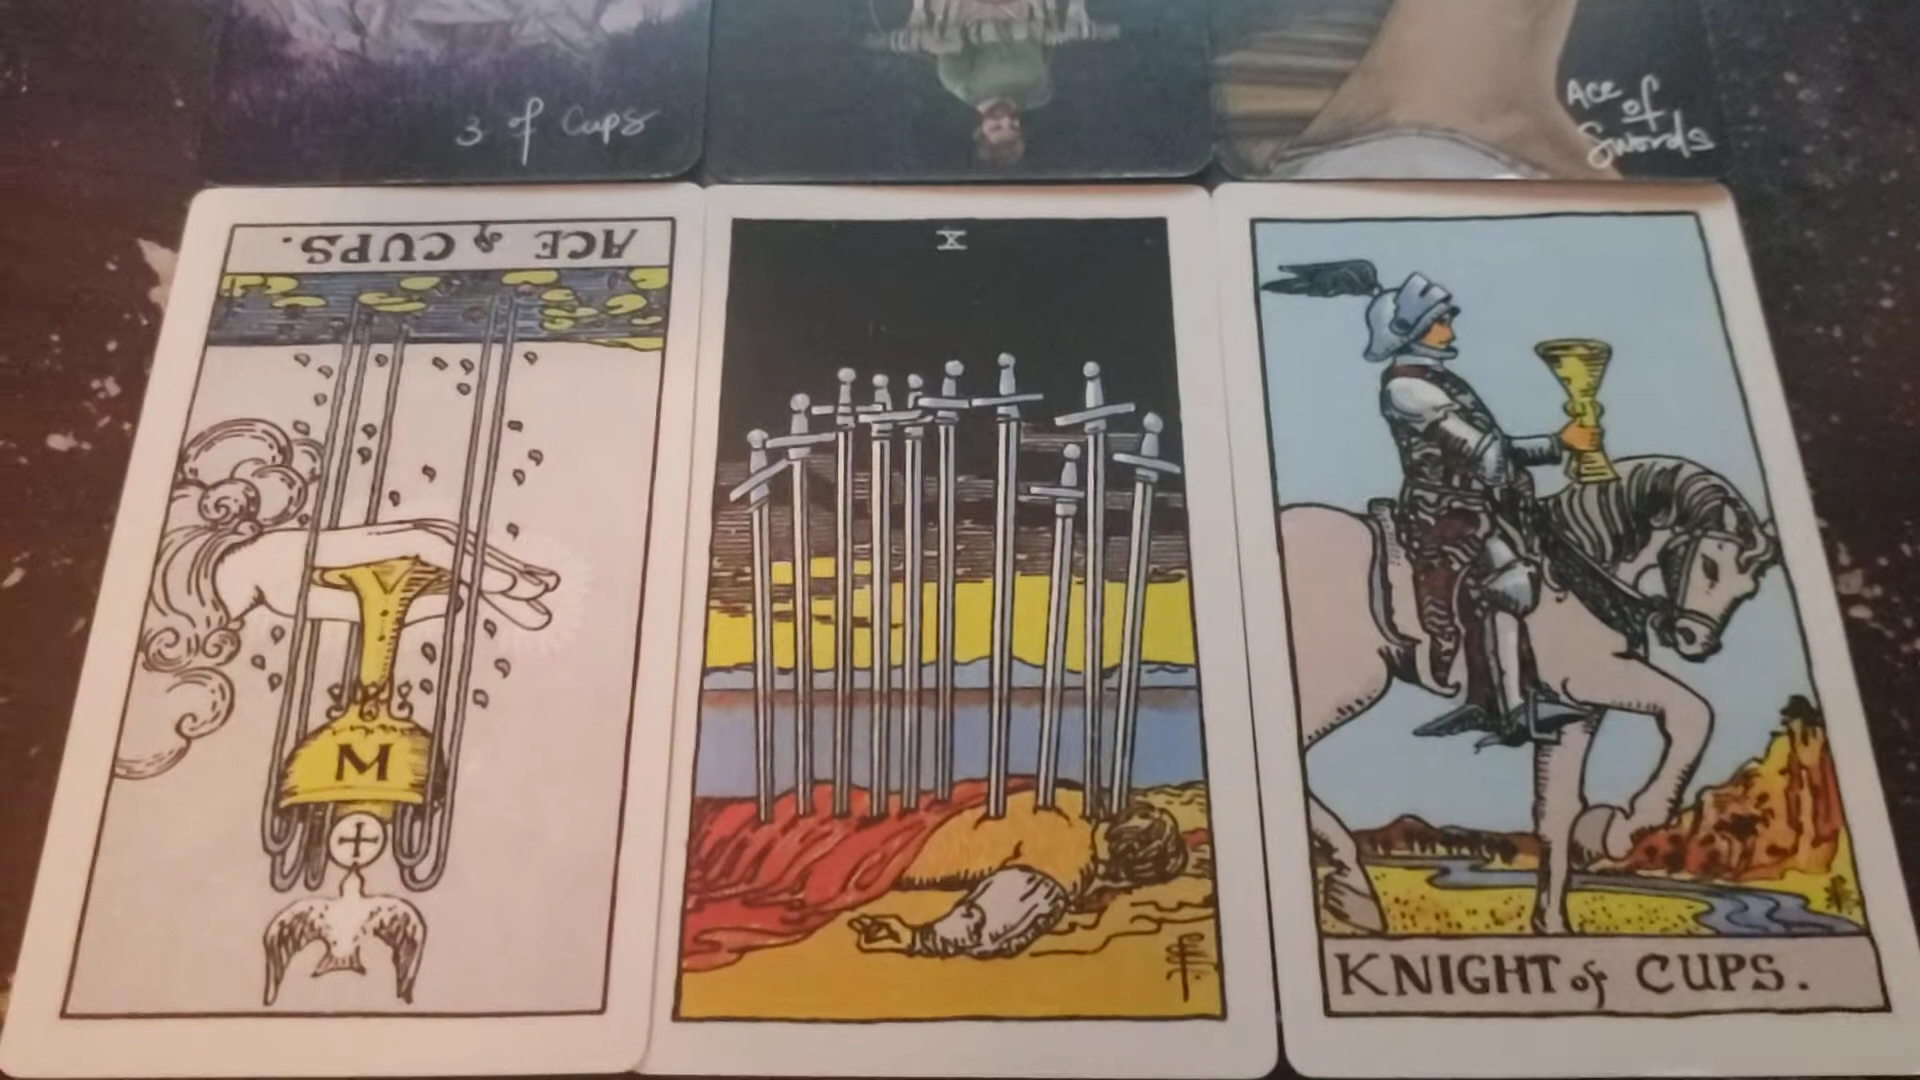 3 of Cups
Ace
of
Swords
ACE of CUPS.
X
M
KNIGHT of CUPS.